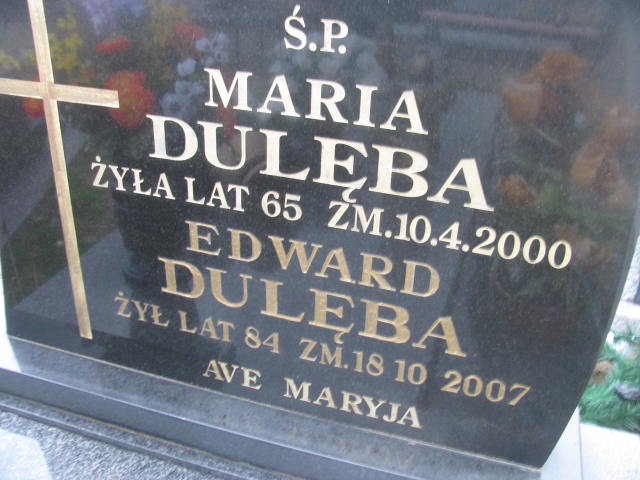 Ś.P.
MARIA
DULĘBA
ŻYŁA LAT 65 ZM.10.4.2000
EDWARD
DULĘBA
ŻYŁ LAT 84 ZM.18 10 2007
AVE MARYJA